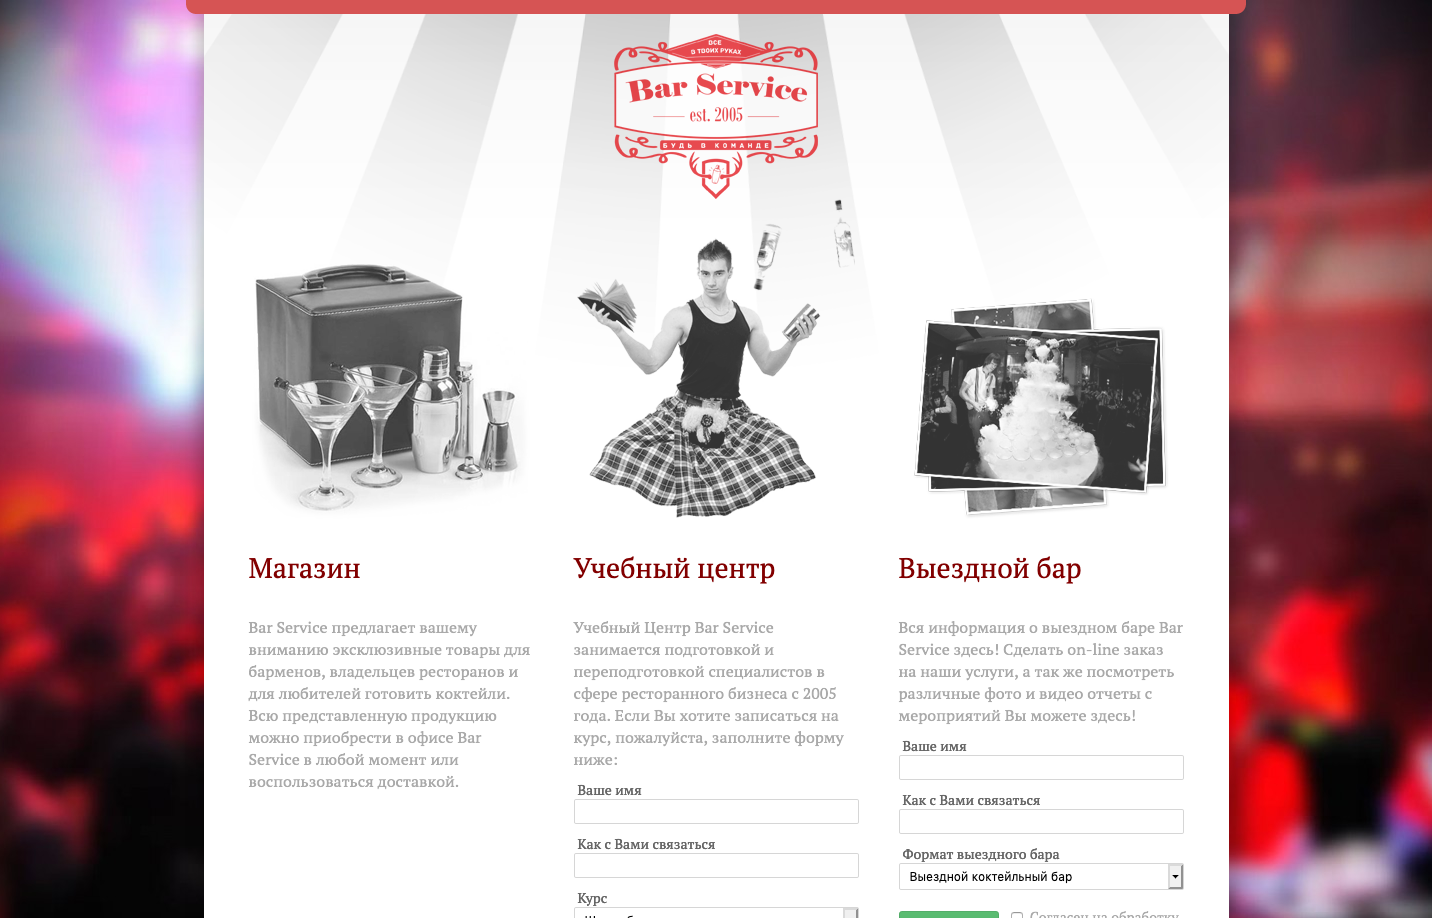 ВСЕ
В ТВОИХ РУКАХ
Bar Service
est. 2005
БУДЬ В КОМАНДЕ
Магазин
Bar Service предлагает вашему
вниманию эксклюзивные товары для
барменов, владельцев ресторанов и
для любителей готовить коктейли.
Всю представленную продукцию
можно приобрести в офисе Bar
Service в любой момент или
воспользоваться доставкой.
Учебный центр
Учебный Центр Bar Service
занимается подготовкой и
переподготовкой специалистов в
сфере ресторанного бизнеса с 2005
года. Если Вы хотите записаться на
курс, пожалуйста, заполните форму
ниже:
Ваше имя
Как с Вами связаться
Курс
Выездной бар
Вся информация о выездном баре Bar
Service здесь! Сделать on-line заказ
на наши услуги, а так же посмотреть
различные фото и видео отчеты с
мероприятий Вы можете здесь!
Ваше имя
Как с Вами связаться
Формат выездного бара
Выездной коктейльный бар
Согласен на обработку